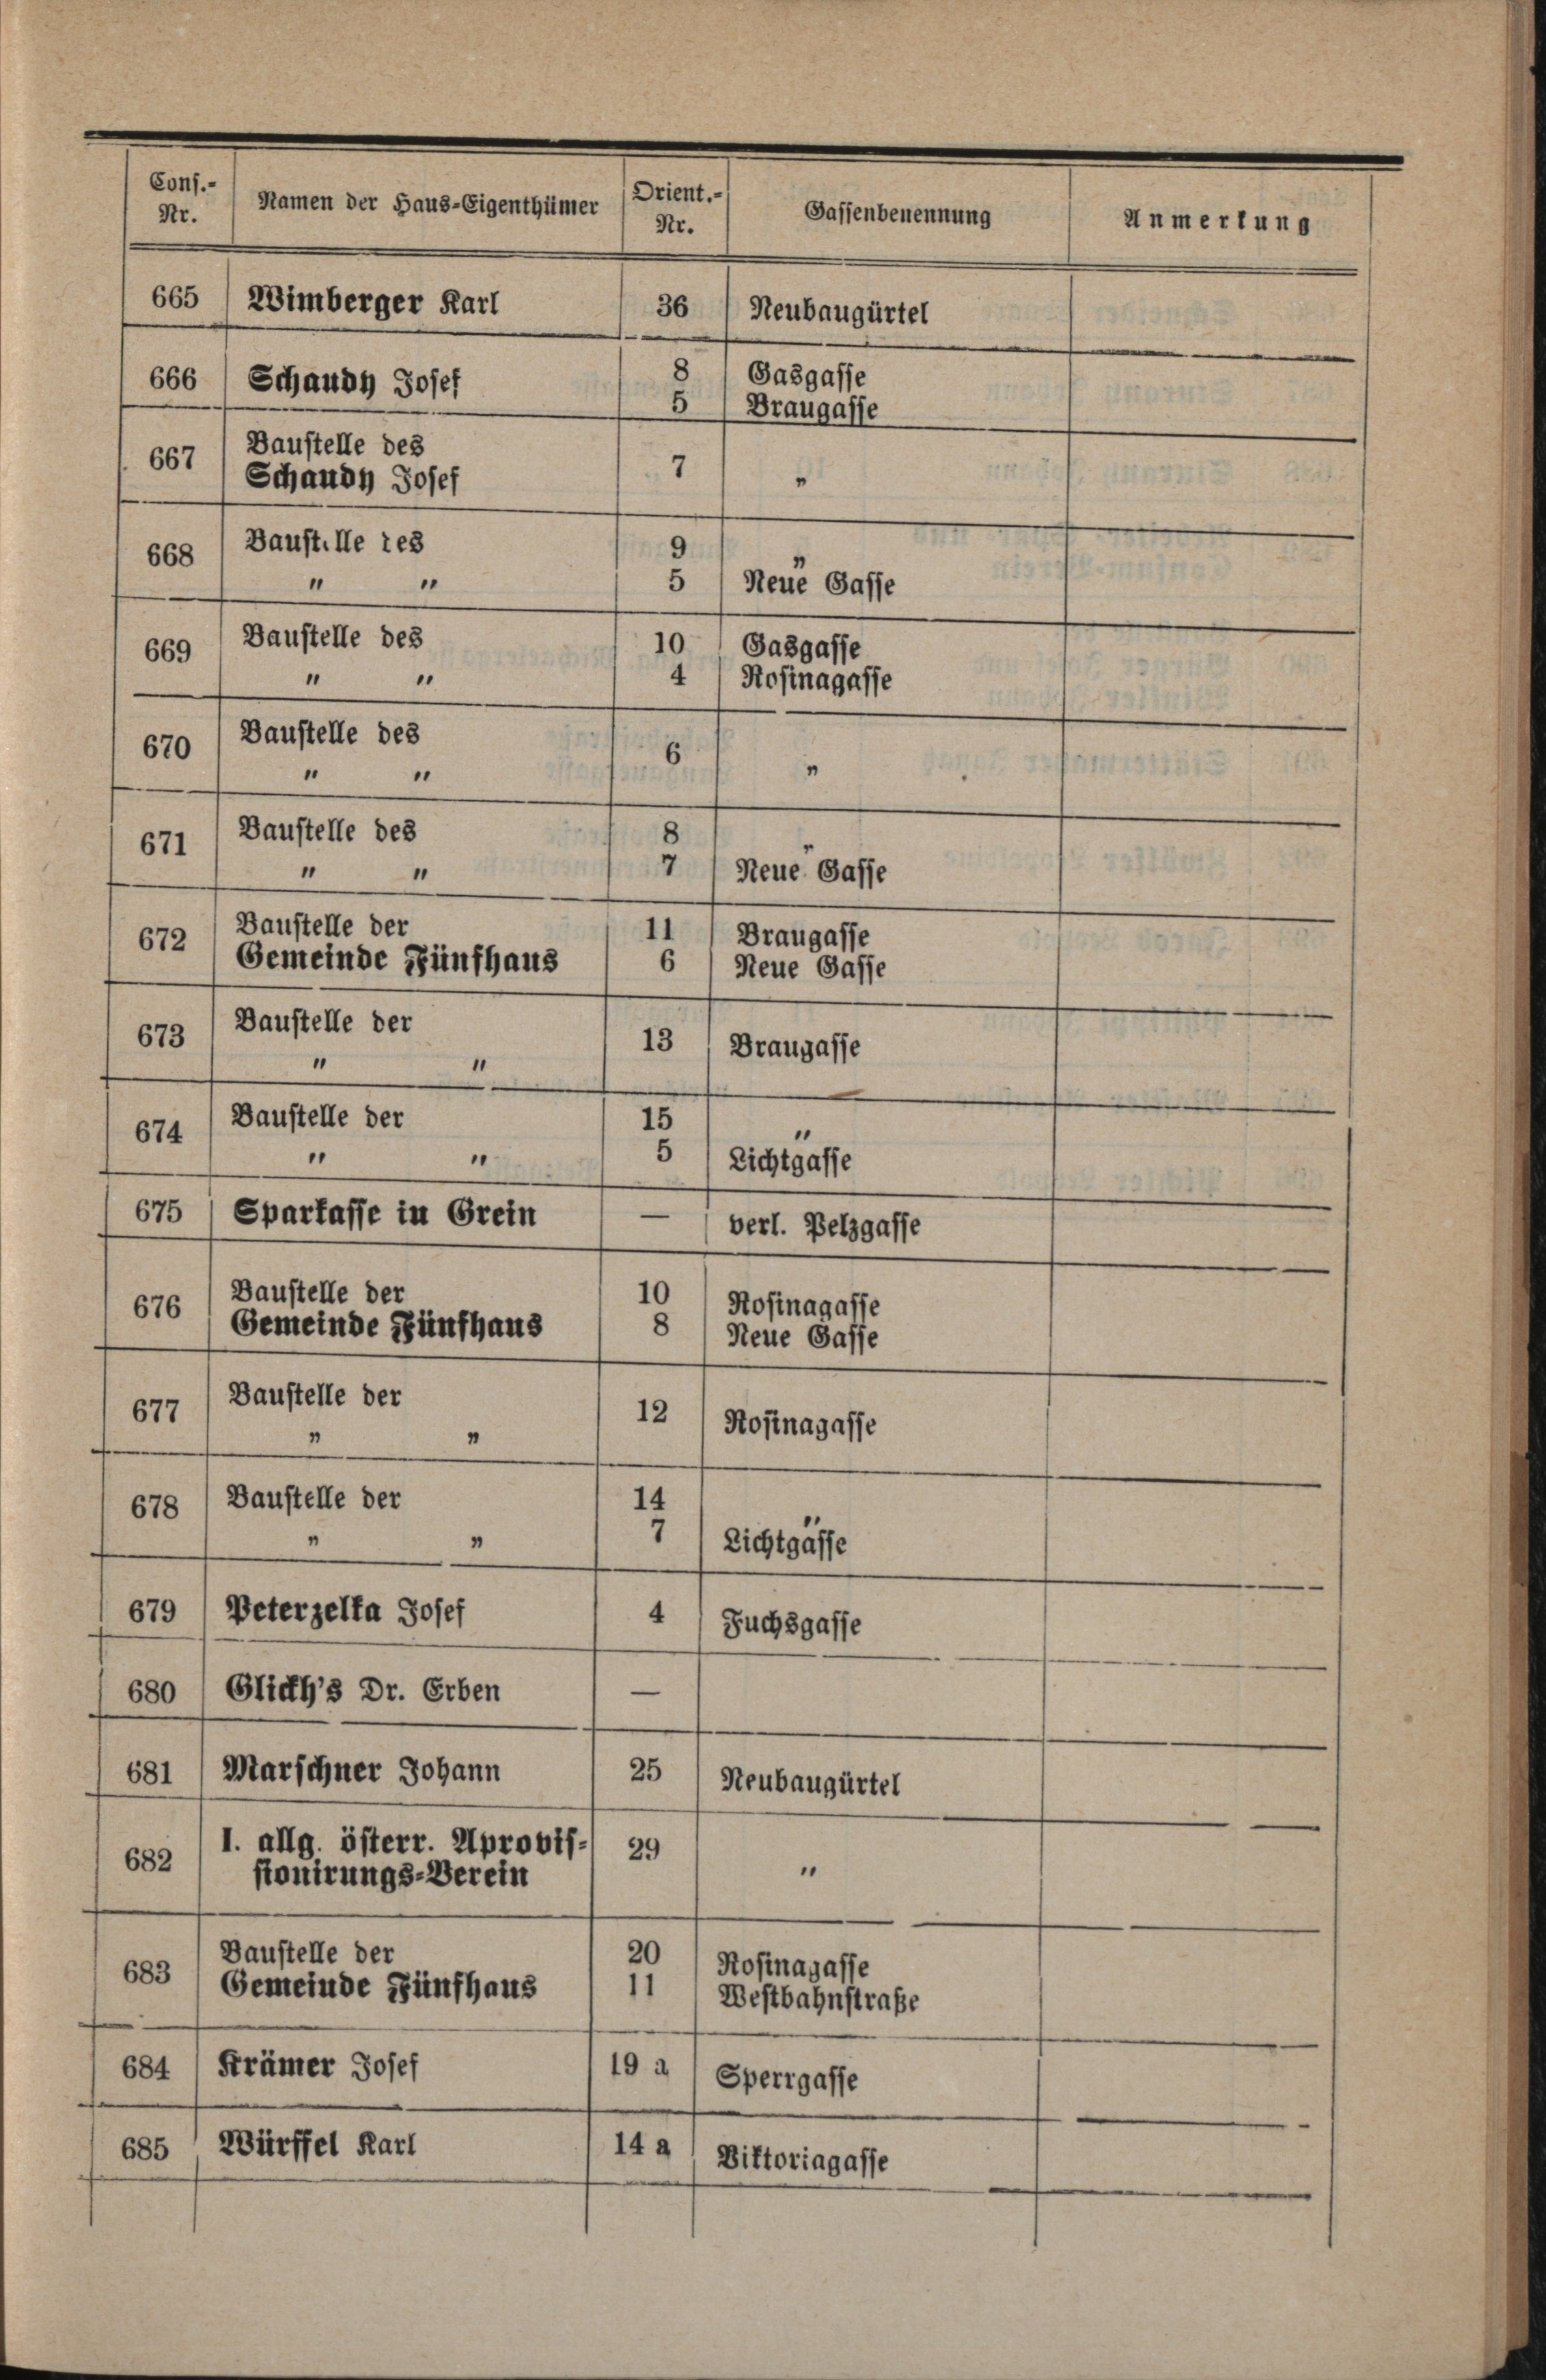 Cons.-Nr. | Namen der Haus-Eigenthümer | Orient.-Nr. | Gassenbenennung | Anmerkung
665 | Wimberger Karl | 36 | Neubaugürtel
666 | Schandy Josef | 8 | Gasgasse
5 | Braugasse
667 | Baustelle des
Schandy Josef | 7 | „
668 | Baustelle des | 9 | „
" " | 5 | Neue Gasse
669 | Baustelle des | 10 | Gasgasse
" " | 4 | Rosinagasse
670 | Baustelle des | 6 | „
" "
671 | Baustelle des | 8 | „
" " | 7 | Neue Gasse
672 | Baustelle der | 11 | Braugasse
Gemeinde Fünfhaus | 6 | Neue Gasse
673 | Baustelle der | 13 | Braugasse
" "
674 | Baustelle der | 15 | "
" " | 5 | Lichtgasse
675 | Sparkasse in Grein | — | verl. Pelzgasse
676 | Baustelle der | 10 | Rosinagasse
Gemeinde Fünfhaus | 8 | Neue Gasse
677 | Baustelle der | 12 | Rosinagasse
„ „
678 | Baustelle der | 14 | "
„ „ | 7 | Lichtgasse
679 | Peterzelka Josef | 4 | Fuchsgasse
680 | Glickh's Dr. Erben | —
681 | Marschner Johann | 25 | Neubaugürtel
682 | I. allg. österr. Aprovis-| 29 | "
sionirungs-Verein
683 | Baustelle der | 20 | Rosinagasse
Gemeinde Fünfhaus | 11 | Westbahnstraße
684 | Krämer Josef | 19 a | Sperrgasse
685 | Würffel Karl | 14 a | Viktoriagasse